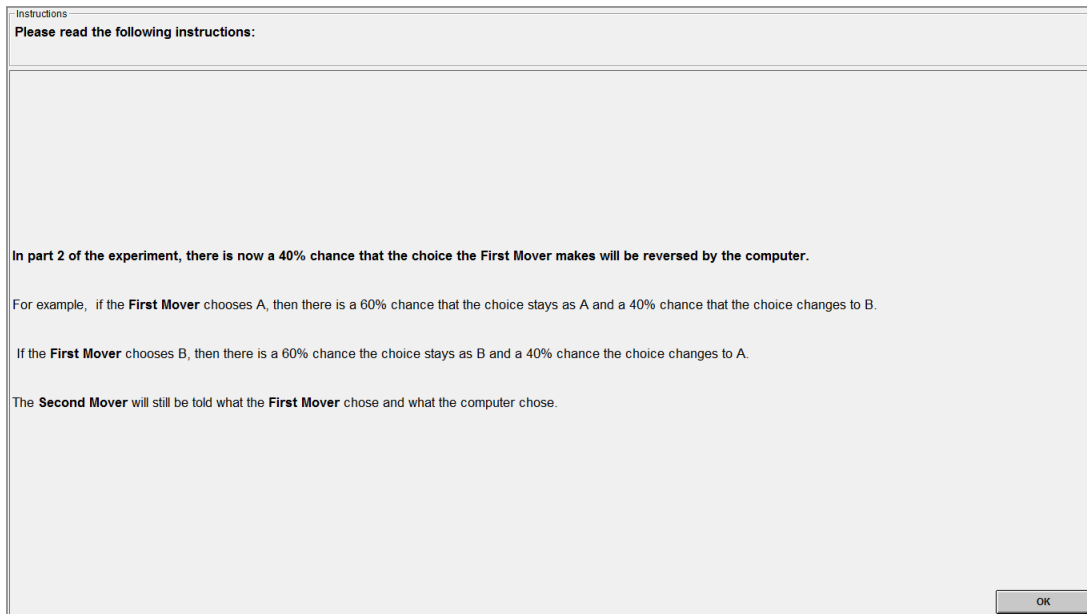 Instructions
Please read the following instructions:
In part 2 of the experiment, there is now a 40% chance that the choice the First Mover makes will be reversed by the computer.
For example,  if the First Mover chooses A, then there is a 60% chance that the choice stays as A and a 40% chance that the choice changes to B.
If the First Mover chooses B, then there is a 60% chance the choice stays as B and a 40% chance the choice changes to A.
The Second Mover will still be told what the First Mover chose and what the computer chose.
OK